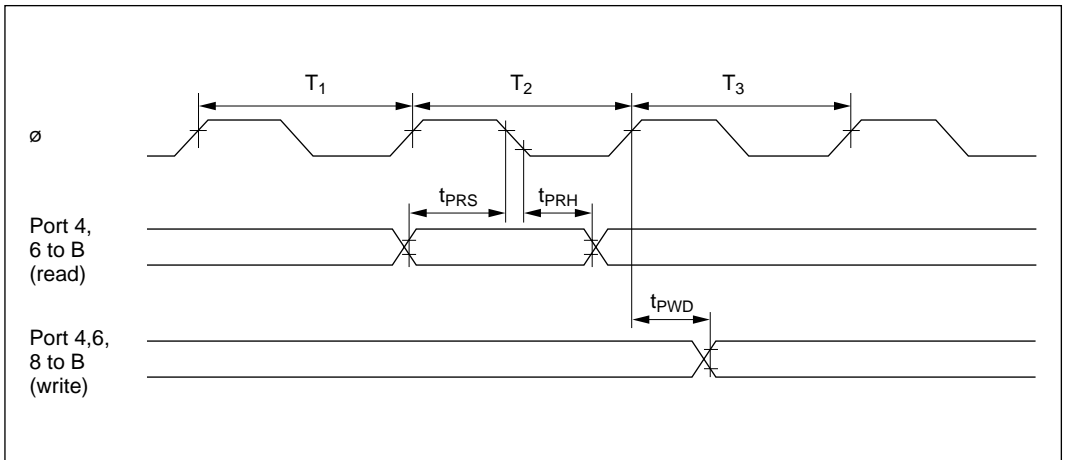 T₁ T₂ T₃
ø
tPRS tPRH
Port 4,
6 to B
(read)
tPWD
Port 4,6,
8 to B
(write)